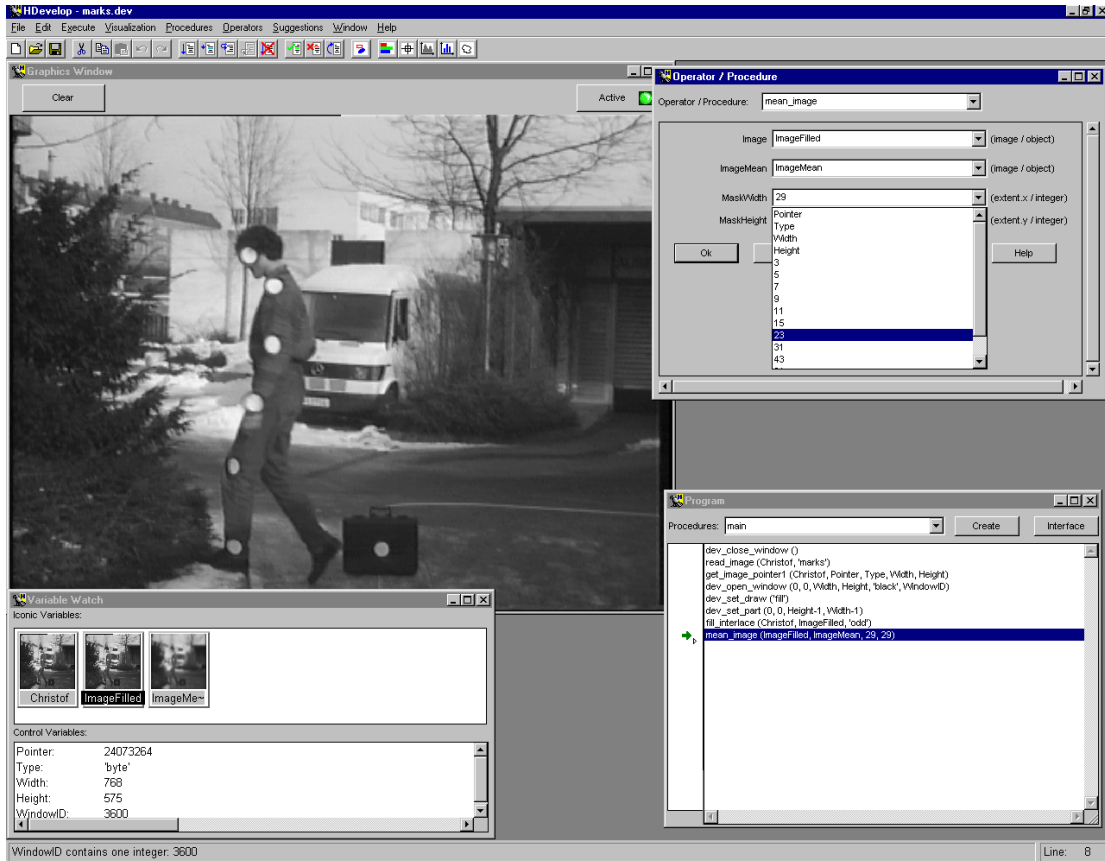 HDevelop - marks.dev
File Edit Execute Visualization Procedures Operators Suggestions Window Help
Graphics Window
Clear
Active
Operator / Procedure
Operator / Procedure: mean_image
Image ImageFilled (image / object)
ImageMean ImageMean (image / object)
MaskWidth 29 (extent.x / integer)
MaskHeight (extent.y / integer)
Pointer
Type
Width
Height
3
5
7
9
11
15
23
31
43
Ok
Help
Program
Procedures: main
Create
Interface
dev_close_window ()
read_image (Christof, 'marks')
get_image_pointer1 (Christof, Pointer, Type, Width, Height)
dev_open_window (0, 0, Width, Height, 'black', WindowID)
dev_set_draw ('fill')
dev_set_part (0, 0, Height-1, Width-1)
fill_interlace (Christof, ImageFilled, 'odd')
mean_image (ImageFilled, ImageMean, 29, 29)
Variable Watch
Iconic Variables:
Christof ImageFilled ImageMe~
Control Variables:
Pointer: 24073264
Type: 'byte'
Width: 768
Height: 575
WindowID: 3600
WindowID contains one integer: 3600
Line: 8